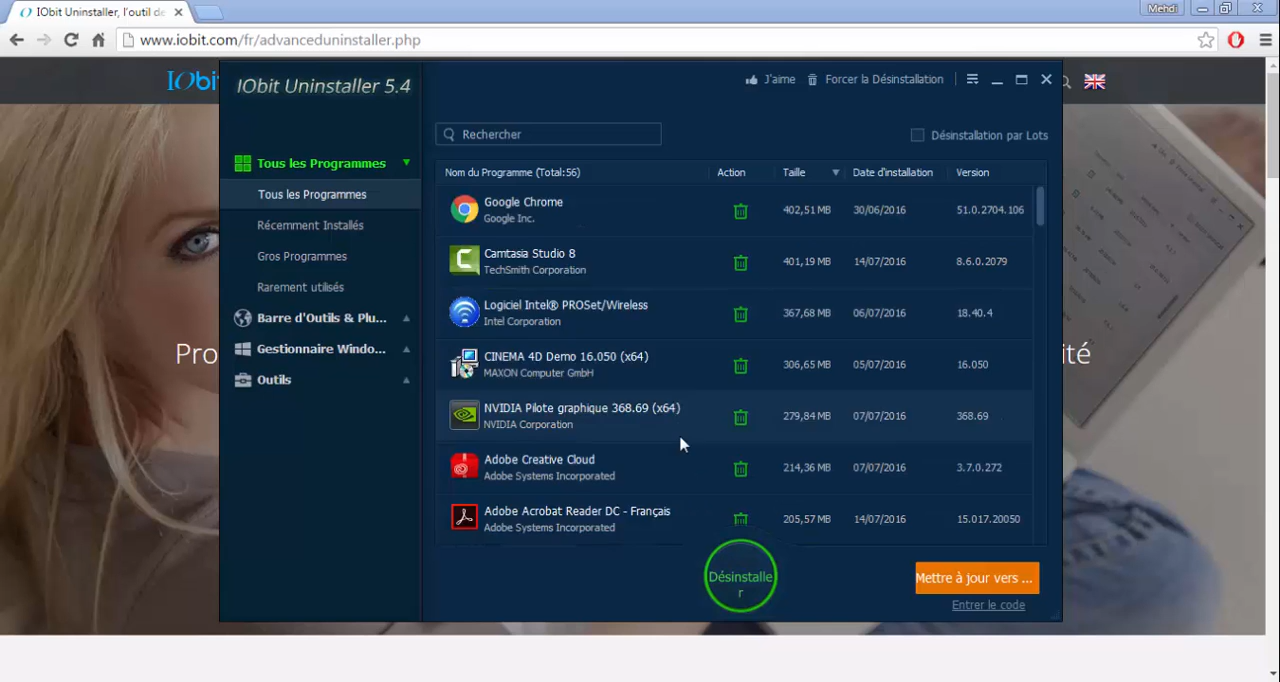 IObit Uninstaller, l'outil de
Mehdi
www.iobit.com/fr/advanceduninstaller.php
IObit
IObit Uninstaller 5.4
J'aime
Forcer la Désinstallation
Rechercher
Désinstallation par Lots
Tous les Programmes
Tous les Programmes
Récemment Installés
Gros Programmes
Rarement utilisés
Barre d'Outils & Plu...
Gestionnaire Windo...
Outils
Nom du Programme (Total:56) Action Taille Date d'installation Version
Google Chrome
Google Inc.
402,51 MB 30/06/2016 51.0.2704.106
Camtasia Studio 8
TechSmith Corporation
401,19 MB 14/07/2016 8.6.0.2079
Logiciel Intel® PROSet/Wireless
Intel Corporation
367,68 MB 06/07/2016 18.40.4
CINEMA 4D Demo 16.050 (x64)
MAXON Computer GmbH
306,65 MB 05/07/2016 16.050
NVIDIA Pilote graphique 368.69 (x64)
NVIDIA Corporation
279,84 MB 07/07/2016 368.69
Adobe Creative Cloud
Adobe Systems Incorporated
214,36 MB 07/07/2016 3.7.0.272
Adobe Acrobat Reader DC - Français
Adobe Systems Incorporated
205,57 MB 14/07/2016 15.017.20050
Désinstalle
r
Mettre à jour vers ...
Entrer le code
Pro
ité